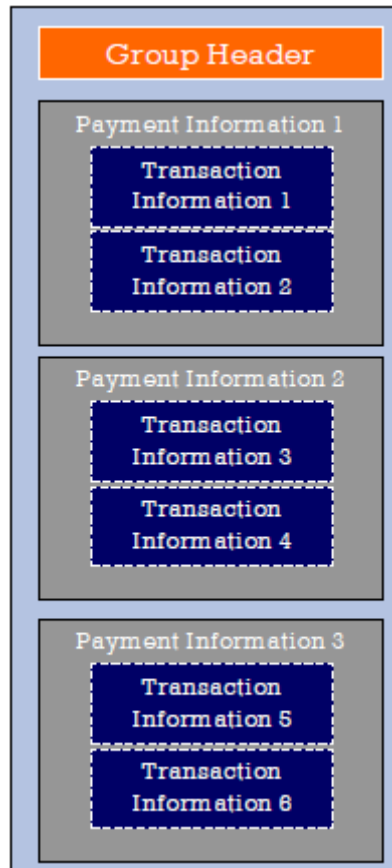 Group Header
Payment Information 1
Transaction
Information 1
Transaction
Information 2
Payment Information 2
Transaction
Information 3
Transaction
Information 4
Payment Information 3
Transaction
Information 5
Transaction
Information 6